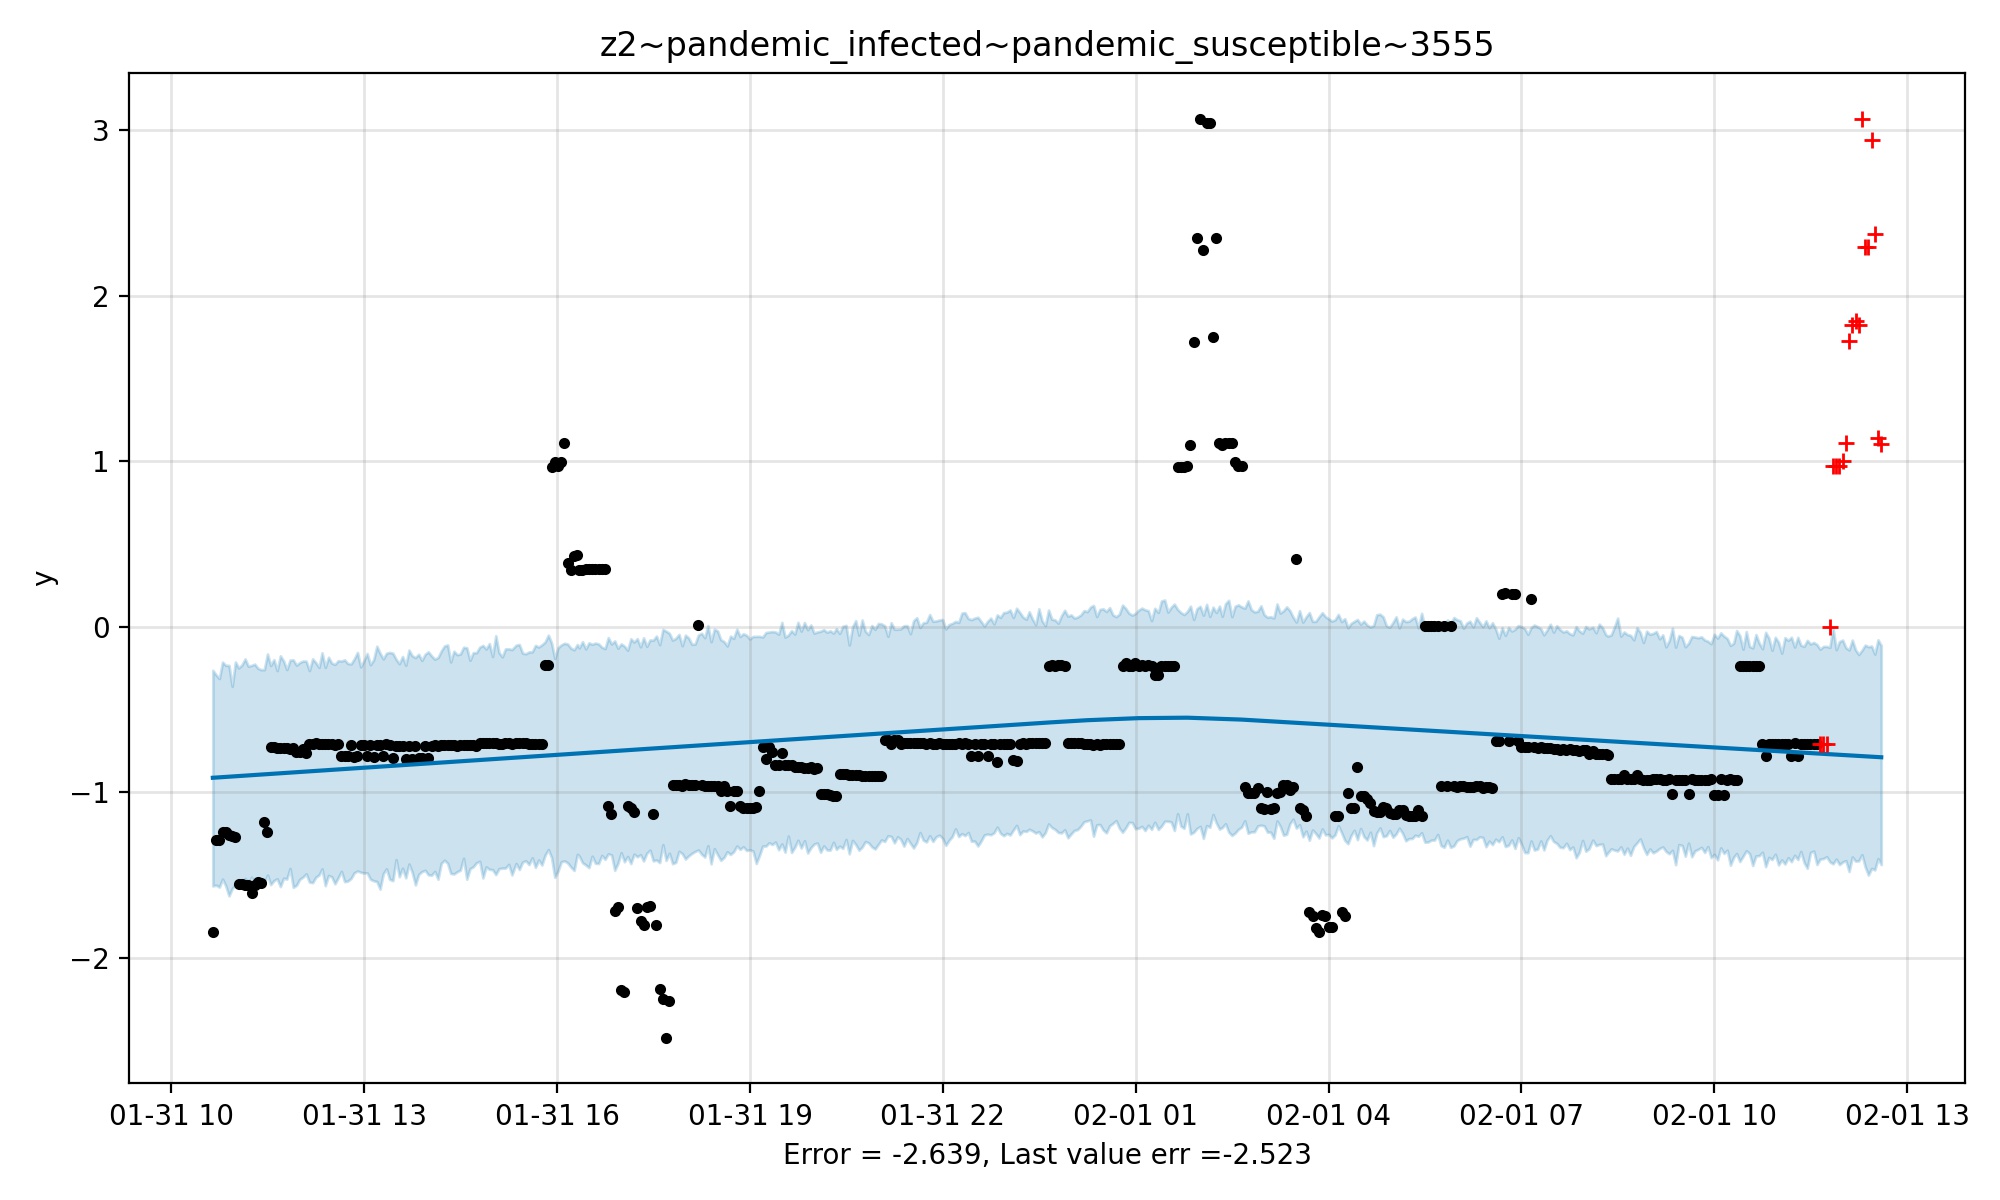 z2~pandemic_infected~pandemic_susceptible~3555
3
2
1
0
−1
−2
y
01-31 10 01-31 13 01-31 16 01-31 19 01-31 22 02-01 01 02-01 04 02-01 07 02-01 10 02-01 13
Error = -2.639, Last value err =-2.523